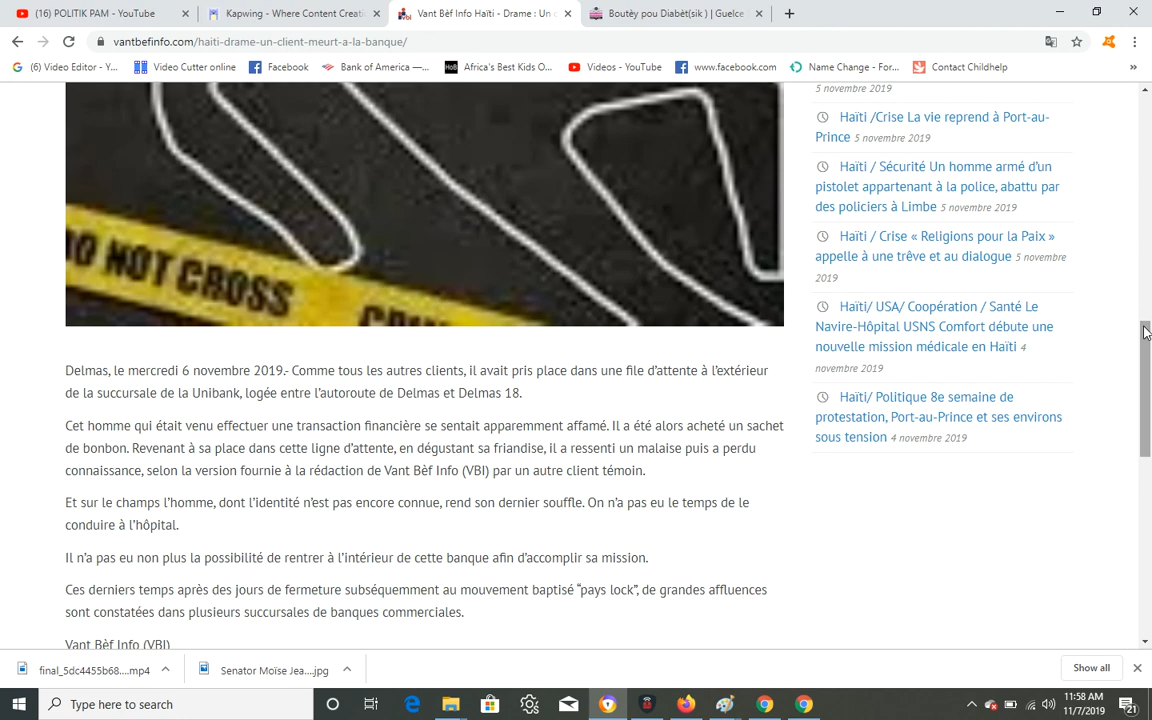 (16) POLITIK PAM - YouTube
Kapwing - Where Content Creati
Vant Bèf Info Haïti - Drame : Un
Boutèy pou Diabèt(sik ) | Guelce
vantbefinfo.com/haiti-drame-un-client-meurt-a-la-banque/
(6) Video Editor - Y...
Video Cutter online
Facebook
Bank of America —...
HoB
Africa's Best Kids O...
Videos - YouTube
www.facebook.com
Name Change - For...
Contact Childhelp
»
DO NOT CROSS
5 novembre 2019
Haïti /Crise La vie reprend à Port-au-
Prince 5 novembre 2019
Haïti / Sécurité Un homme armé d'un
pistolet appartenant à la police, abattu par
des policiers à Limbe 5 novembre 2019
Haïti / Crise « Religions pour la Paix »
appelle à une trêve et au dialogue 5 novembre
2019
Haïti/ USA/ Coopération / Santé Le
Navire-Hôpital USNS Comfort débute une
nouvelle mission médicale en Haïti 4
novembre 2019
Haïti/ Politique 8e semaine de
protestation, Port-au-Prince et ses environs
sous tension 4 novembre 2019
Delmas, le mercredi 6 novembre 2019.- Comme tous les autres clients, il avait pris place dans une file d'attente à l'extérieur
de la succursale de la Unibank, logée entre l'autoroute de Delmas et Delmas 18.
Cet homme qui était venu effectuer une transaction financière se sentait apparemment affamé. Il a été alors acheté un sachet
de bonbon. Revenant à sa place dans cette ligne d'attente, en dégustant sa friandise, il a ressenti un malaise puis a perdu
connaissance, selon la version fournie à la rédaction de Vant Bèf Info (VBI) par un autre client témoin.
Et sur le champs l'homme, dont l'identité n'est pas encore connue, rend son dernier souffle. On n'a pas eu le temps de le
conduire à l'hôpital.
Il n'a pas eu non plus la possibilité de rentrer à l'intérieur de cette banque afin d'accomplir sa mission.
Ces derniers temps après des jours de fermeture subséquemment au mouvement baptisé “pays lock”, de grandes affluences
sont constatées dans plusieurs succursales de banques commerciales.
Vant Bèf Info (VBI)
final_5dc4455b68....mp4
Senator Moïse Jea....jpg
Show all
Type here to search
11:58 AM
11/7/2019
21